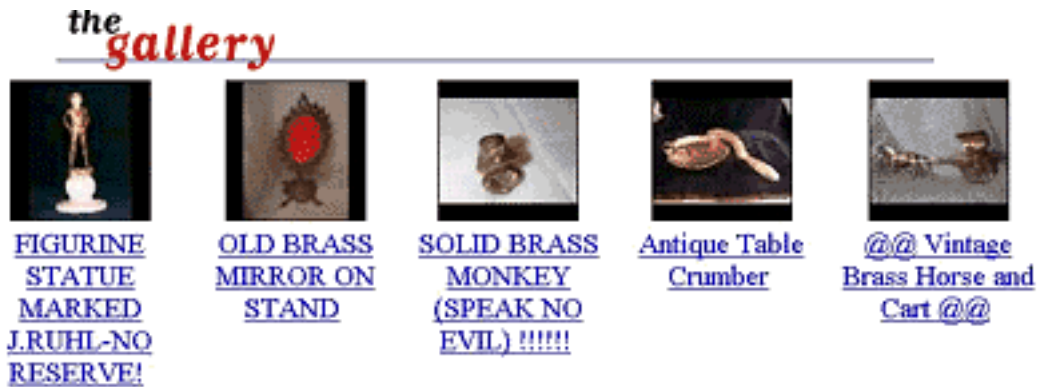 the
gallery
FIGURINE
STATUE
MARKED
J.RUHL-NO
RESERVE!
OLD BRASS
MIRROR ON
STAND
SOLID BRASS
MONKEY
(SPEAK NO
EVIL) !!!!!!
Antique Table
Crumber
@@ Vintage
Brass Horse and
Cart @@